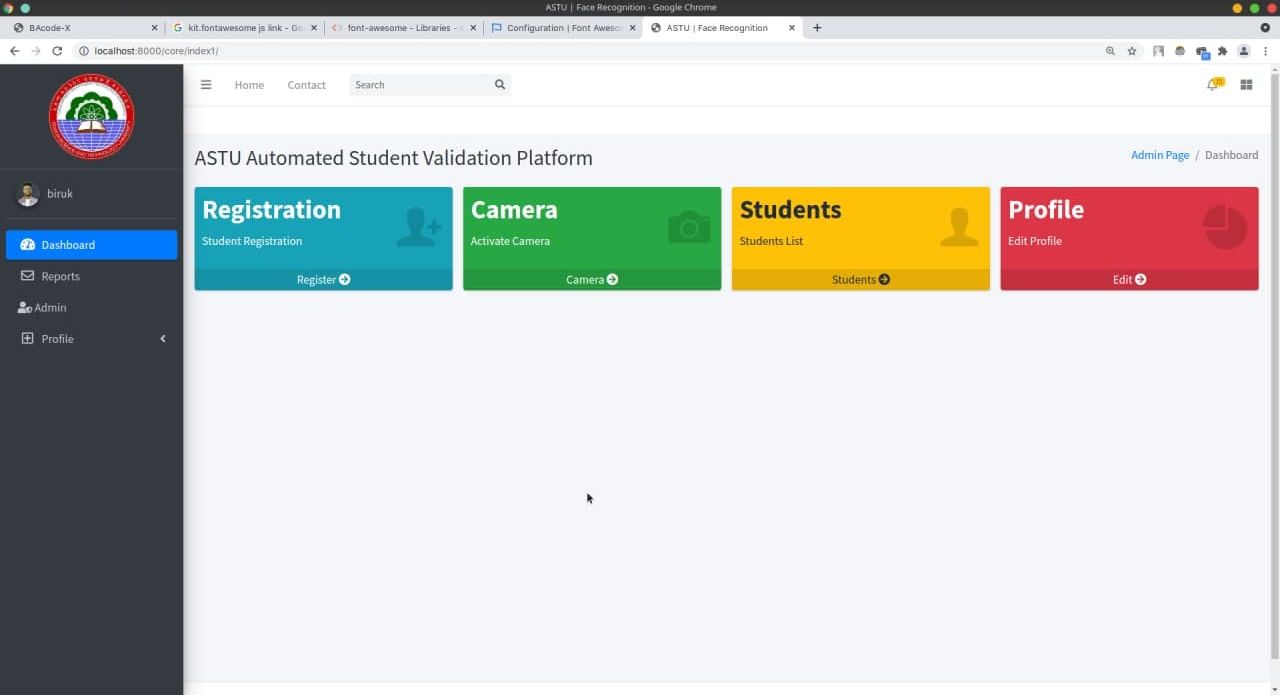 ASTU | Face Recognition - Google Chrome
BAcode-X
kit.fontawesome js link - Go
font-awesome - Libraries -
Configuration | Font Aweso
ASTU | Face Recognition
localhost:8000/core/index1/
Home
Contact
Search
15
biruk
Dashboard
Reports
Admin
Profile
ASTU Automated Student Validation Platform
Admin Page / Dashboard
Registration
Student Registration
Register
Camera
Activate Camera
Camera
Students
Students List
Students
Profile
Edit Profile
Edit